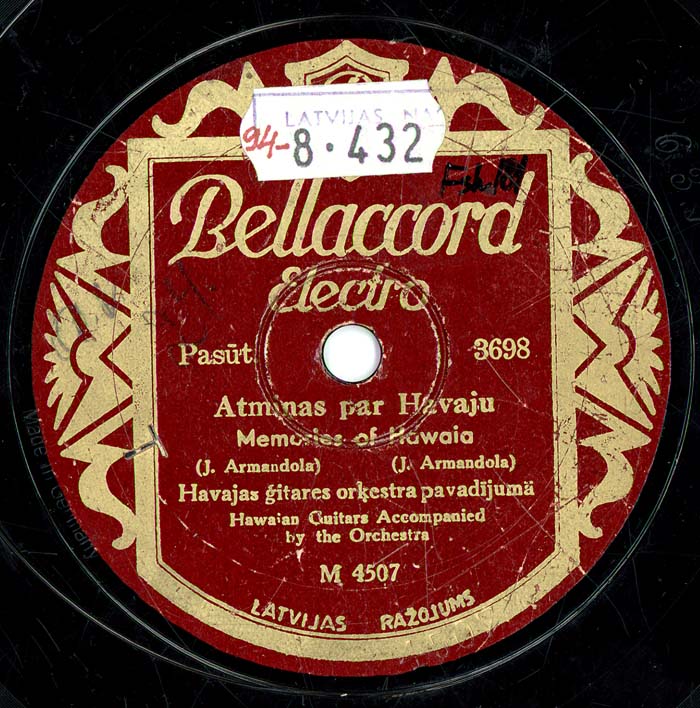 LATVIJAS NA
94-8·432
Bellaccord
Electro
Pasūt. 3698
Atmiņas par Havaju
Memories of Hawaia
(J. Armandola) (J. Armandola)
Havajas ģitares orķestra pavadījumā
Hawaian Guitars Accompanied
by the Orchestra
M 4507
LATVIJAS RAŽOJUMS
Made in Germany